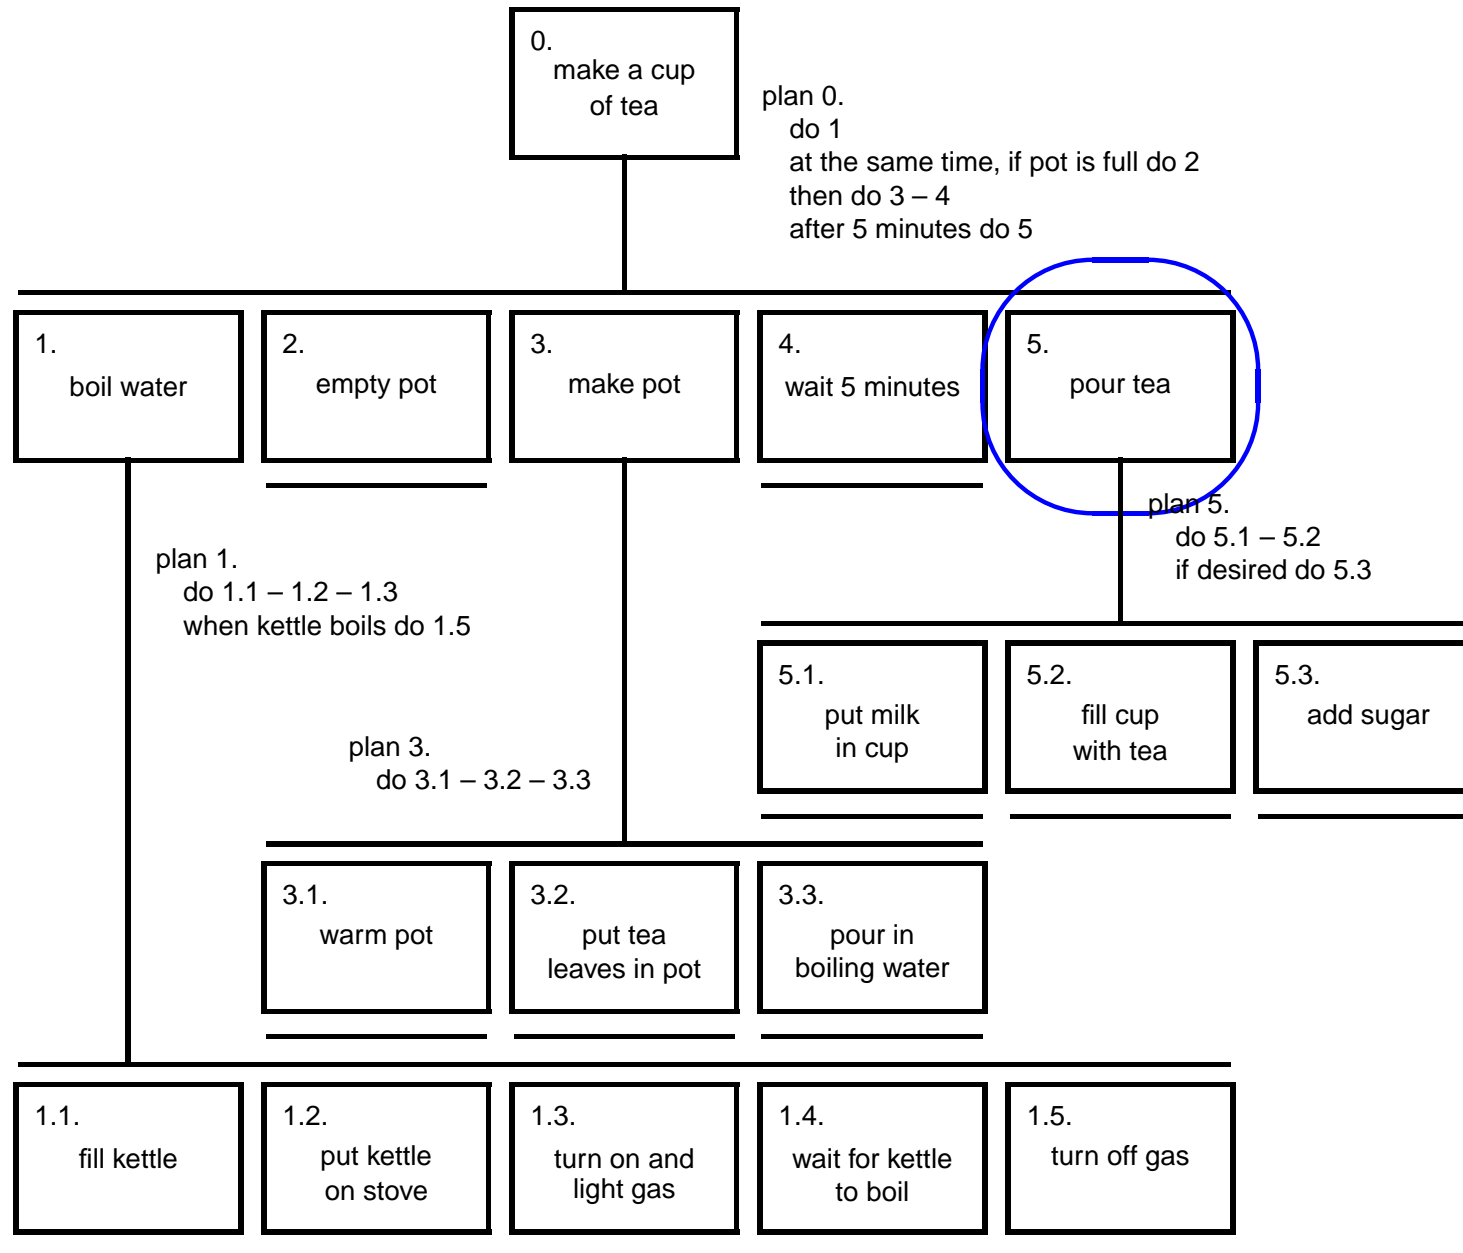 0.
make a cup
of tea
plan 0.
do 1
at the same time, if pot is full do 2
then do 3 – 4
after 5 minutes do 5
1.
boil water
2.
empty pot
3.
make pot
4.
wait 5 minutes
5.
pour tea
plan 1.
do 1.1 – 1.2 – 1.3
when kettle boils do 1.5
plan 5.
do 5.1 – 5.2
if desired do 5.3
5.1.
put milk
in cup
5.2.
fill cup
with tea
5.3.
add sugar
plan 3.
do 3.1 – 3.2 – 3.3
3.1.
warm pot
3.2.
put tea
leaves in pot
3.3.
pour in
boiling water
1.1.
fill kettle
1.2.
put kettle
on stove
1.3.
turn on and
light gas
1.4.
wait for kettle
to boil
1.5.
turn off gas